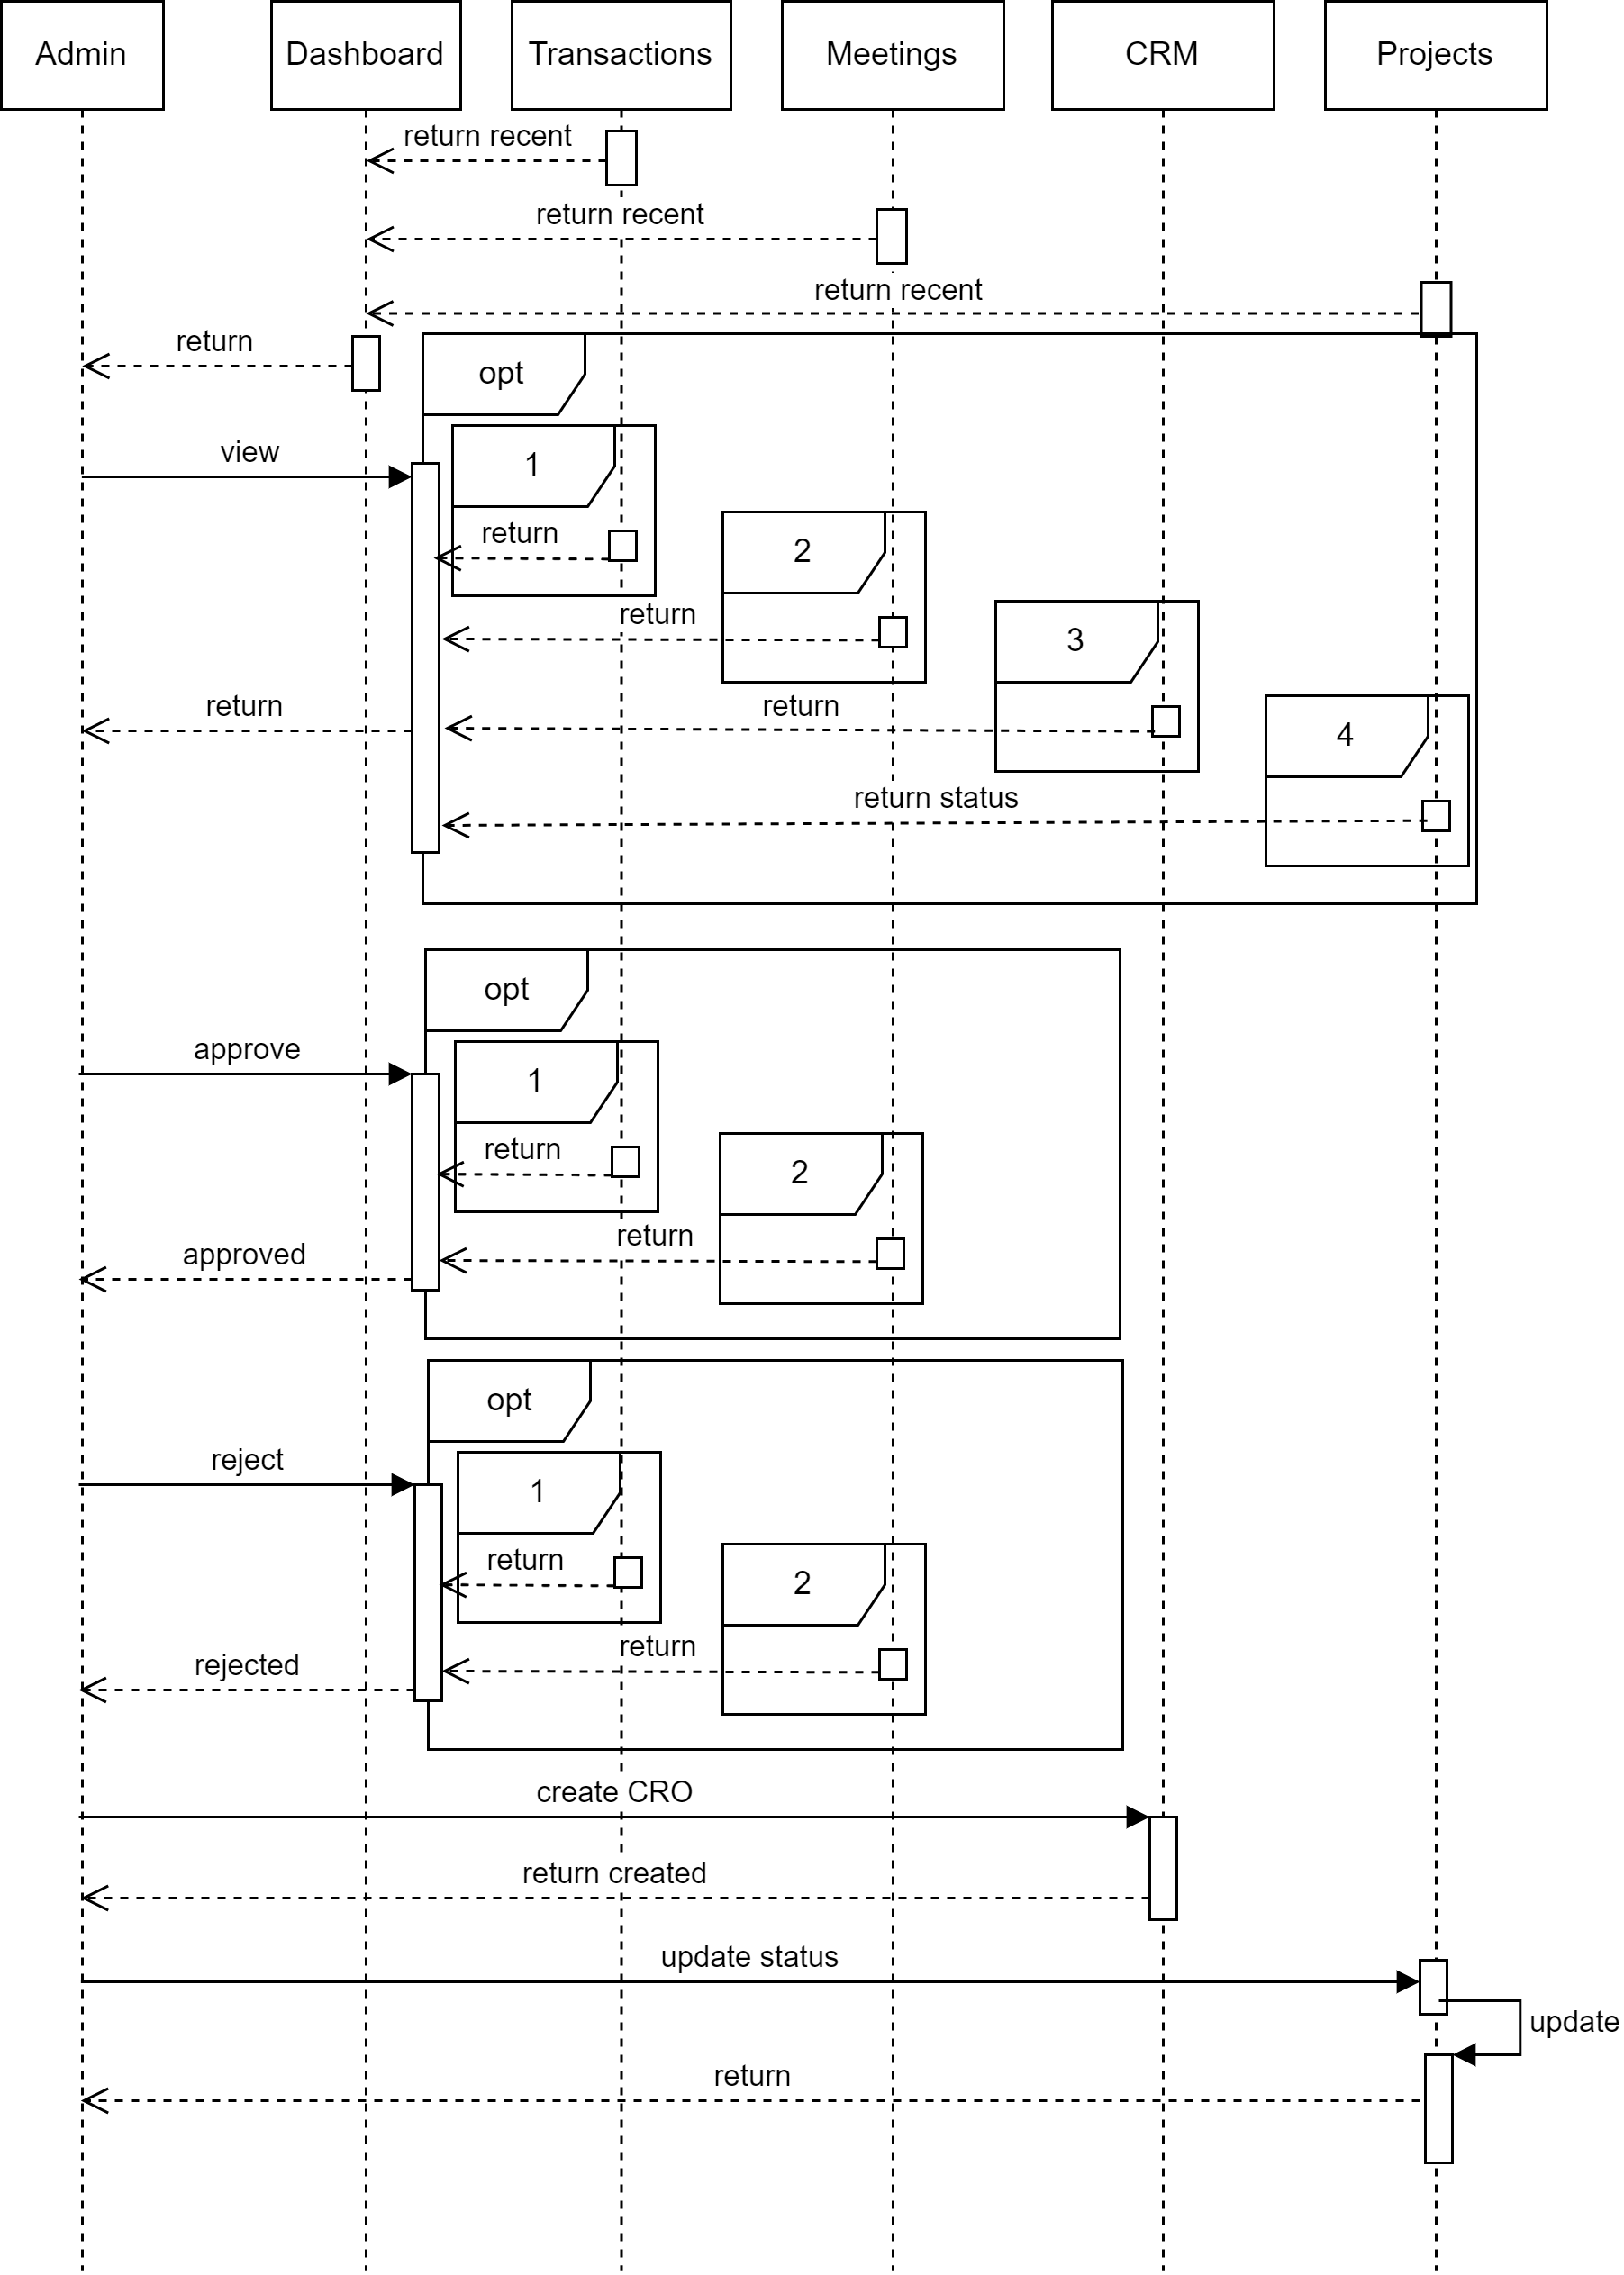 Admin
Dashboard
Transactions
Meetings
CRM
Projects
return recent
return recent
return recent
return
opt
view
1
return
2
return
3
return
return
4
return status
opt
approve
1
return
2
return
approved
opt
reject
1
return
2
return
rejected
create CRO
return created
update status
update
return